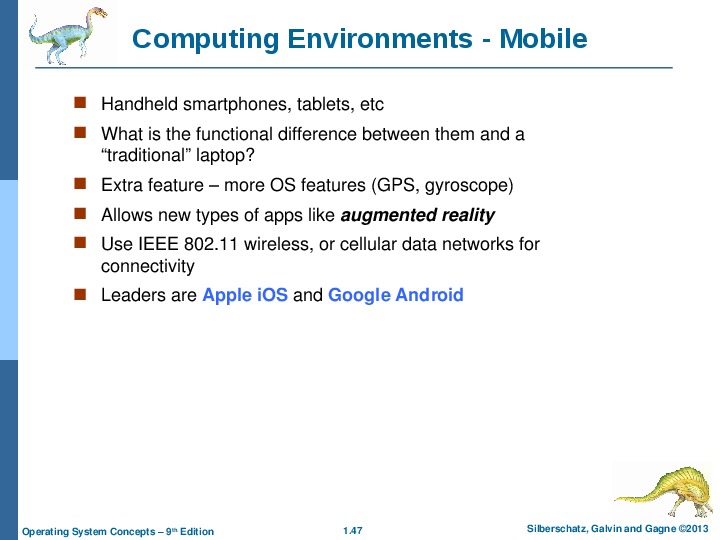 Computing Environments - Mobile
Handheld smartphones, tablets, etc
What is the functional difference between them and a
“traditional” laptop?
Extra feature – more OS features (GPS, gyroscope)
Allows new types of apps like augmented reality
Use IEEE 802.11 wireless, or cellular data networks for
connectivity
Leaders are Apple iOS and Google Android
Operating System Concepts – 9th Edition
1.47
Silberschatz, Galvin and Gagne ©2013